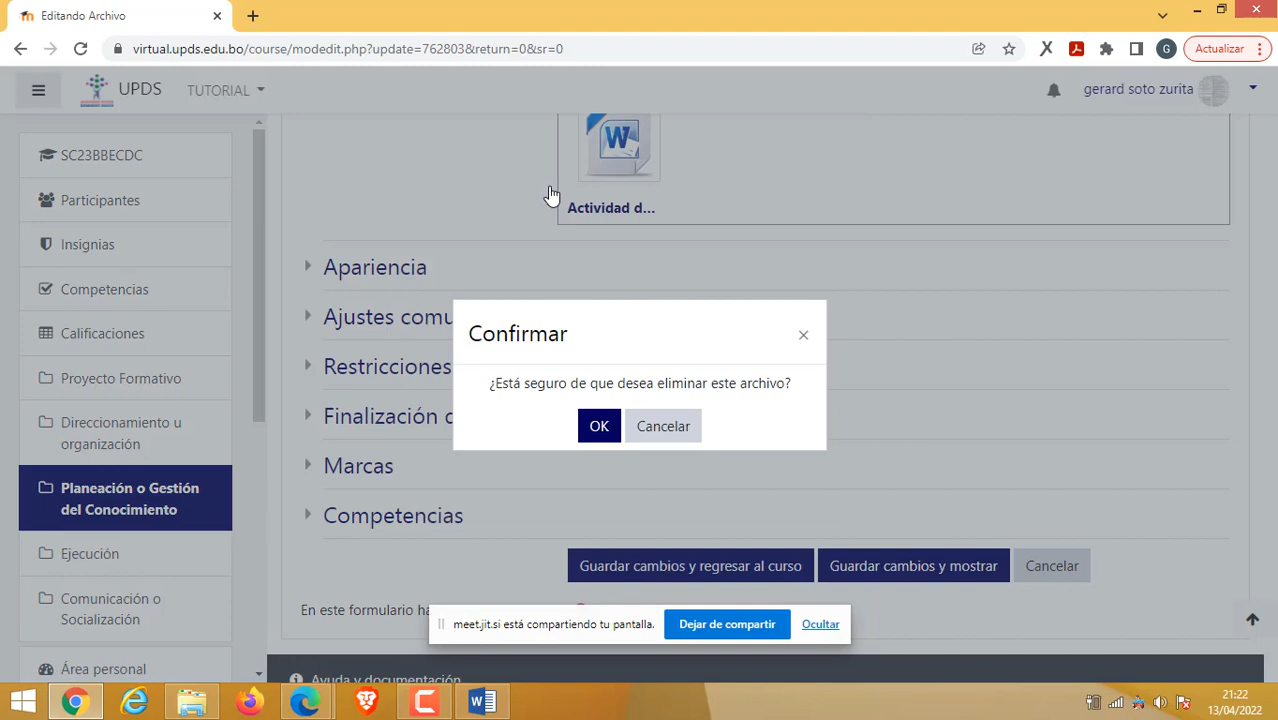 Editando Archivo
virtual.upds.edu.bo/course/modedit.php?update=762803&return=0&sr=0
G
Actualizar
UPDS
TUTORIAL
gerard soto zurita
SC23BBECDC
Participantes
Insignias
Competencias
Calificaciones
Proyecto Formativo
Direccionamiento u
organización
Planeación o Gestión
del Conocimiento
Ejecución
Comunicación o
Socialización
Área personal
W
Actividad d...
Apariencia
Ajustes comu
Restricciones
Finalización d
Marcas
Competencias
Confirmar
¿Está seguro de que desea eliminar este archivo?
OK
Cancelar
Guardar cambios y regresar al curso
Guardar cambios y mostrar
Cancelar
En este formulario ha
meet.jit.si está compartiendo tu pantalla.
Dejar de compartir
Ocultar
Ayuda y documentación
21:22
13/04/2022